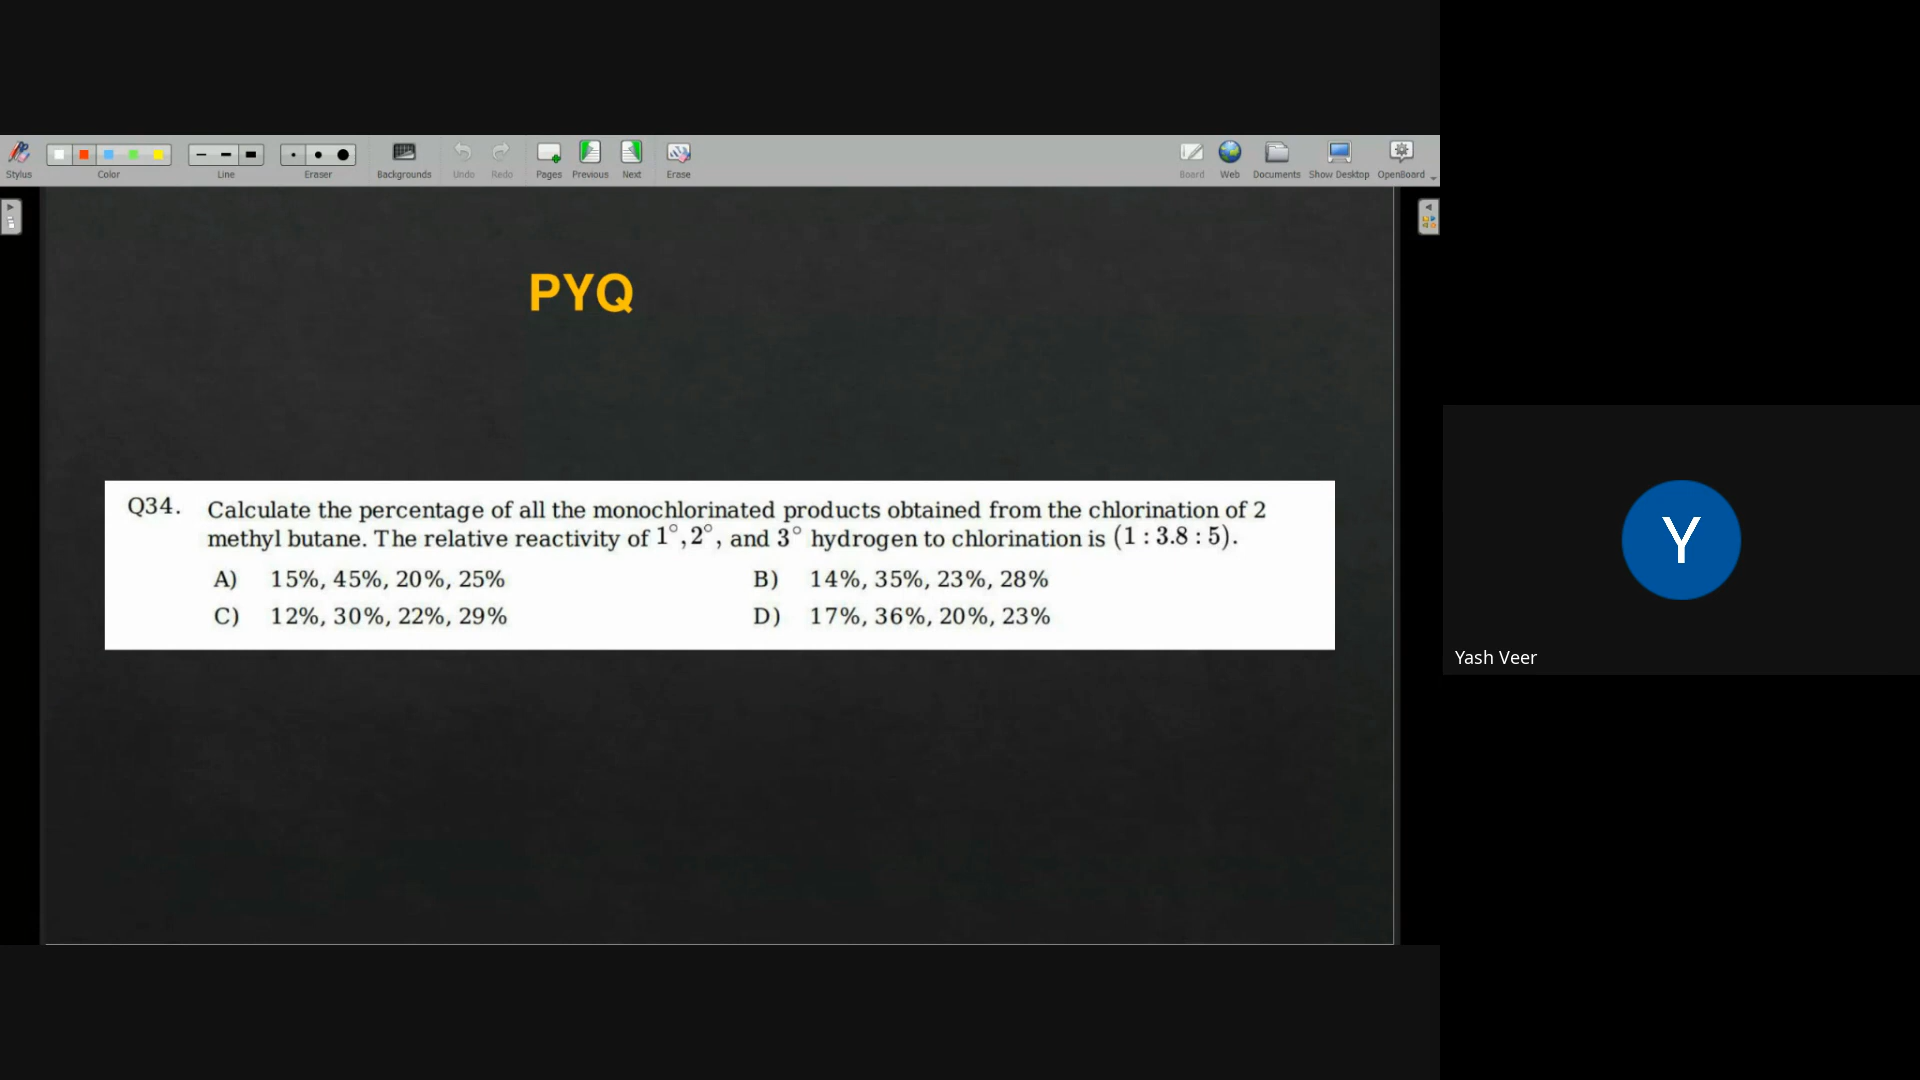 Stylus
Color
Line
Eraser
Backgrounds
Undo
Redo
Pages
Previous
Next
Erase
Board
Web
Documents
Show Desktop
OpenBoard
PYQ
Q34. Calculate the percentage of all the monochlorinated products obtained from the chlorination of 2
methyl butane. The relative reactivity of 1°, 2°, and 3° hydrogen to chlorination is (1 : 3.8 : 5).
A) 15%, 45%, 20%, 25% B) 14%, 35%, 23%, 28%
C) 12%, 30%, 22%, 29% D) 17%, 36%, 20%, 23%
Y
Yash Veer